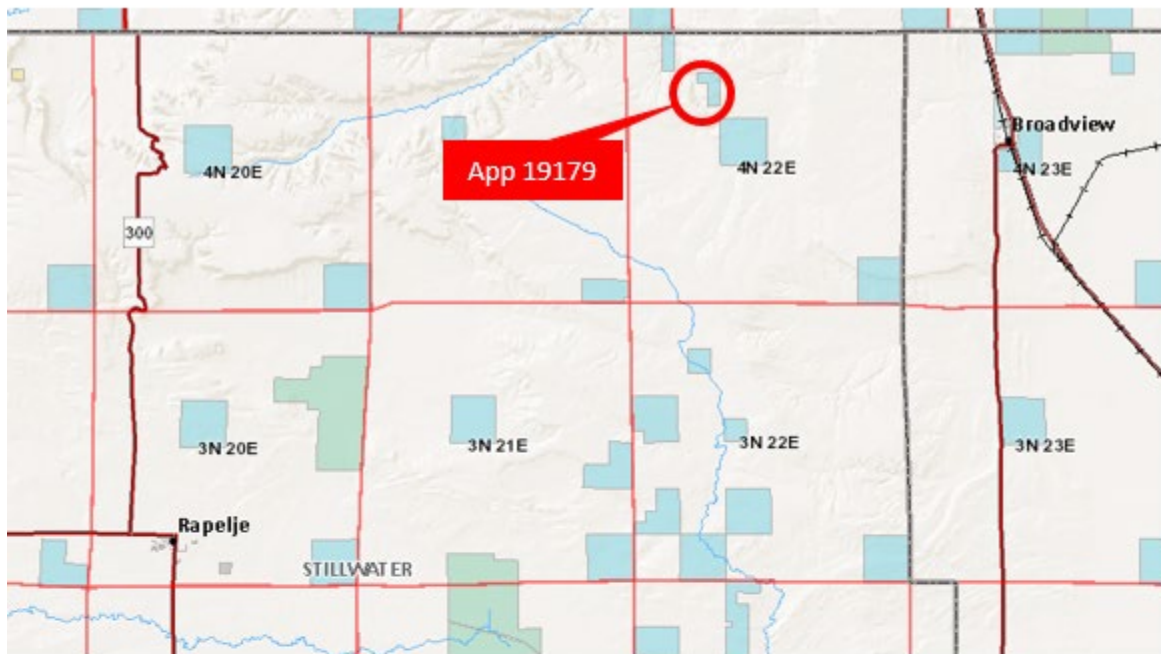 Broadview
App 19179
4N 20E
4N 22E
4N 23E
300
3N 20E
3N 21E
3N 22E
3N 23E
Rapelje
STILLWATER